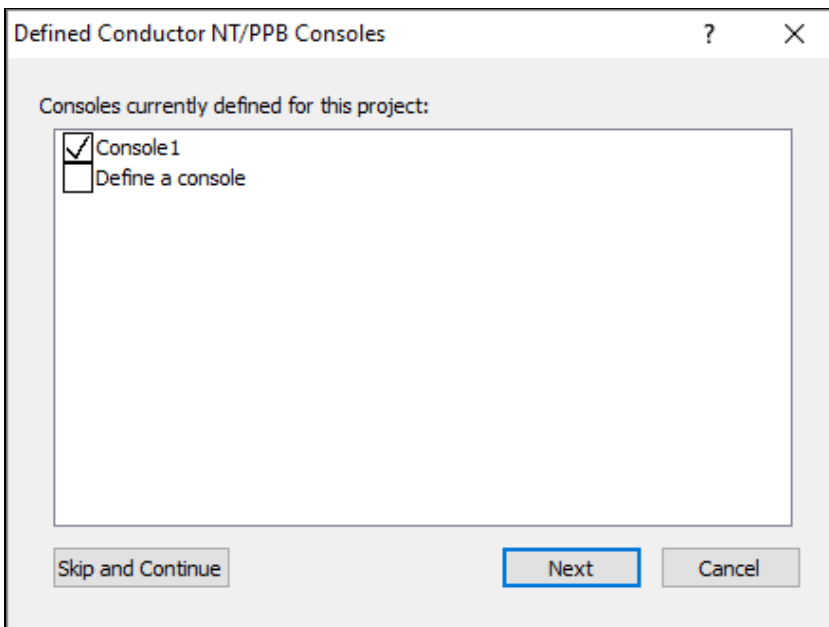 Defined Conductor NT/PPB Consoles ?
Consoles currently defined for this project:
Console1
Define a console
Skip and Continue Next Cancel